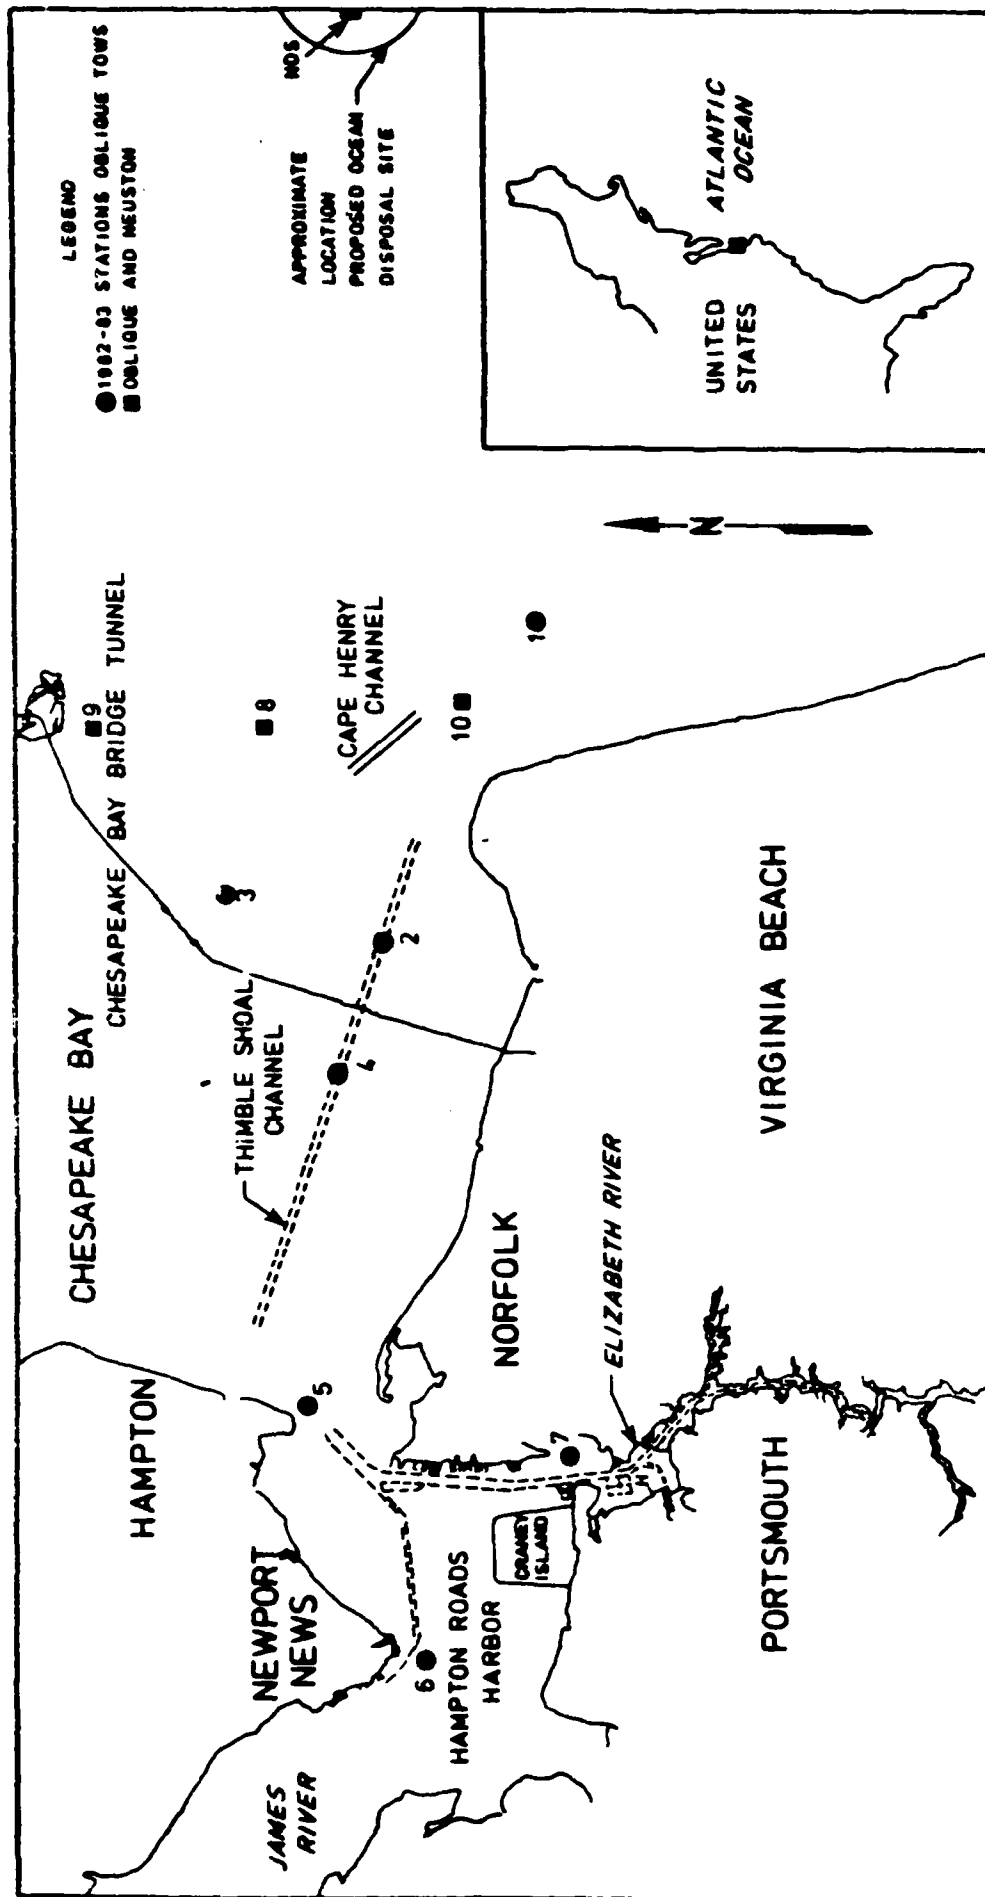 LEGEND
1982-83 STATIONS OBLIQUE TOWS
OBLIQUE AND NEUSTON
NDS
APPROXIMATE
LOCATION
PROPOSED OCEAN
DISPOSAL SITE
UNITED
STATES
ATLANTIC
OCEAN
N
CHESAPEAKE BAY
CHESAPEAKE BAY BRIDGE TUNNEL
9
8
3
THIMBLE SHOAL
CHANNEL
CAPE HENRY
CHANNEL
2
4
10
1
HAMPTON
5
NEWPORT
NEWS
JAMES
RIVER
6
HAMPTON ROADS
HARBOR
CRANEY
ISLAND
7
NORFOLK
ELIZABETH RIVER
PORTSMOUTH
VIRGINIA BEACH